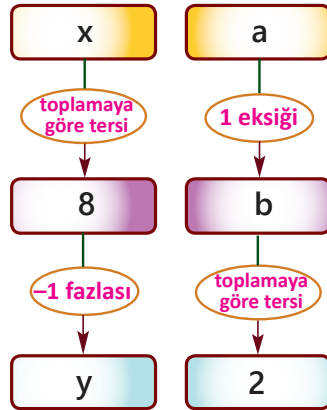 x
a
toplamaya
göre tersi
1 eksiği
8
b
–1 fazlası
toplamaya
göre tersi
y
2